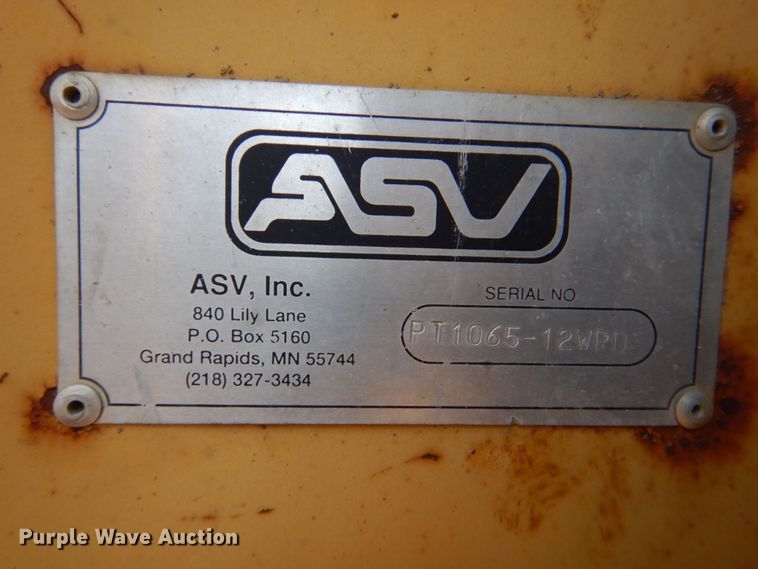 ASV
ASV, Inc.
840 Lily Lane
P.O. Box 5160
Grand Rapids, MN 55744
(218) 327-3434
SERIAL NO
PT1065-12WPD
Purple Wave Auction®